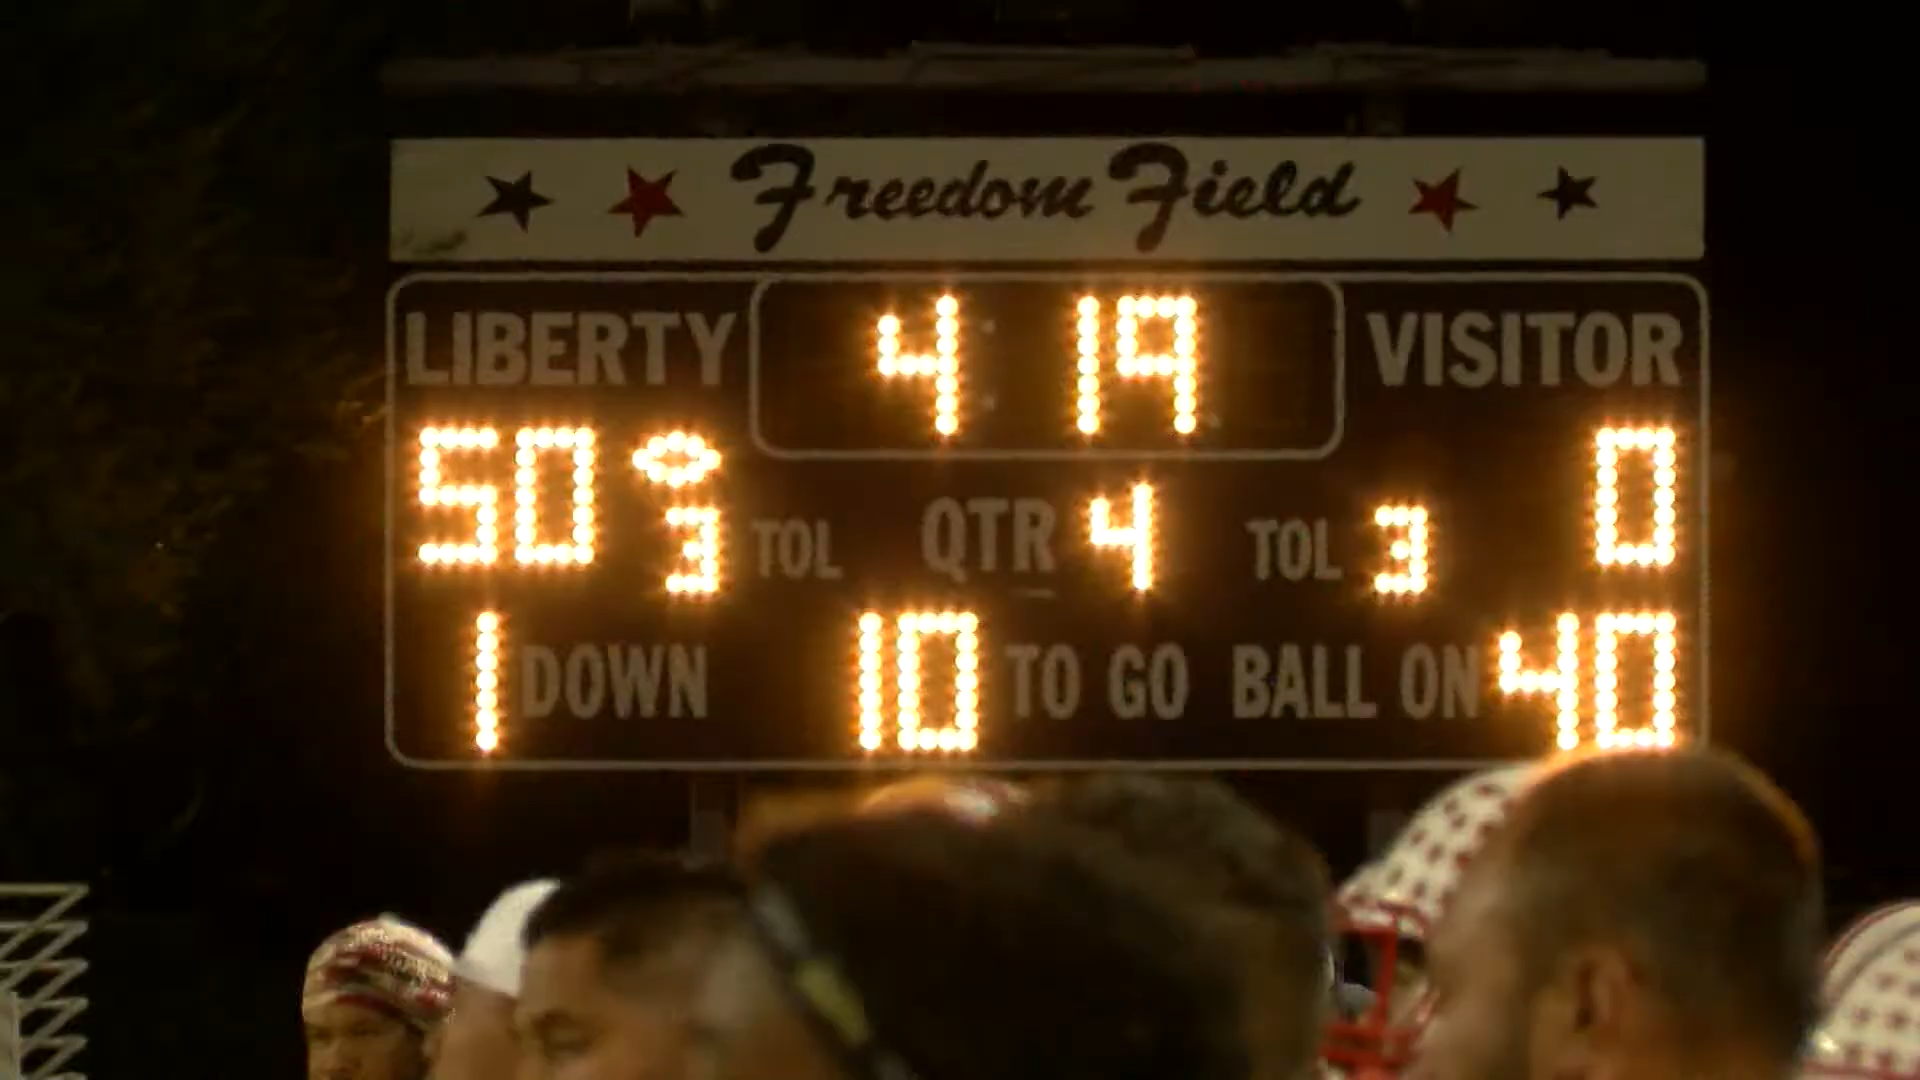 Freedom Field
LIBERTY 4 19 VISITOR
50 3 TOL QTR 4 TOL 3 0
1 DOWN 10 TO GO BALL ON 40